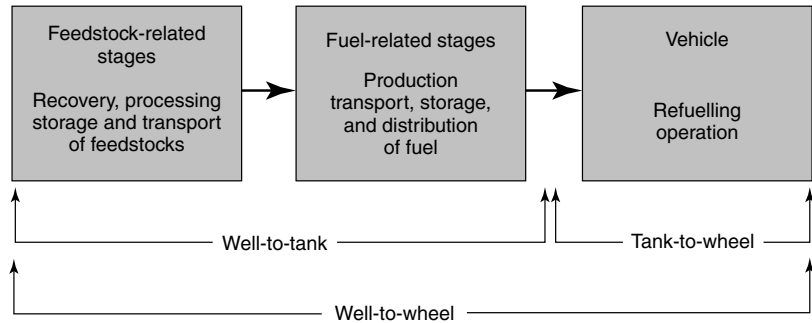 Feedstock-related
stages
Recovery, processing
storage and transport
of feedstocks
Fuel-related stages
Production
transport, storage,
and distribution
of fuel
Vehicle
Refuelling
operation
Well-to-tank
Tank-to-wheel
Well-to-wheel